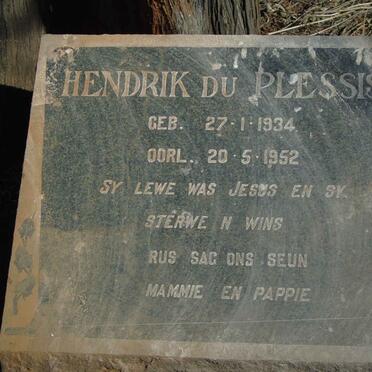 HENDRIK DU PLESSIS
GEB. 27·1·1934
OORL. 20·5·1952
SY LEWE WAS JESUS EN SY
STERWE N WINS
RUS SAG ONS SEUN
MAMMIE EN PAPPIE